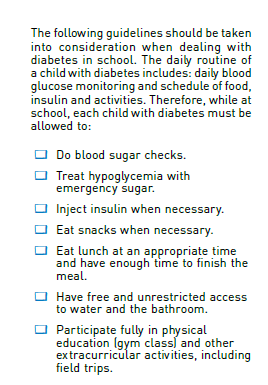 The following guidelines should be taken
into consideration when dealing with
diabetes in school. The daily routine of
a child with diabetes includes: daily blood
glucose monitoring and schedule of food,
insulin and activities. Therefore, while at
school, each child with diabetes must be
allowed to:
Do blood sugar checks.
Treat hypoglycemia with
emergency sugar.
Inject insulin when necessary.
Eat snacks when necessary.
Eat lunch at an appropriate time
and have enough time to finish the
meal.
Have free and unrestricted access
to water and the bathroom.
Participate fully in physical
education (gym class) and other
extracurricular activities, including
field trips.